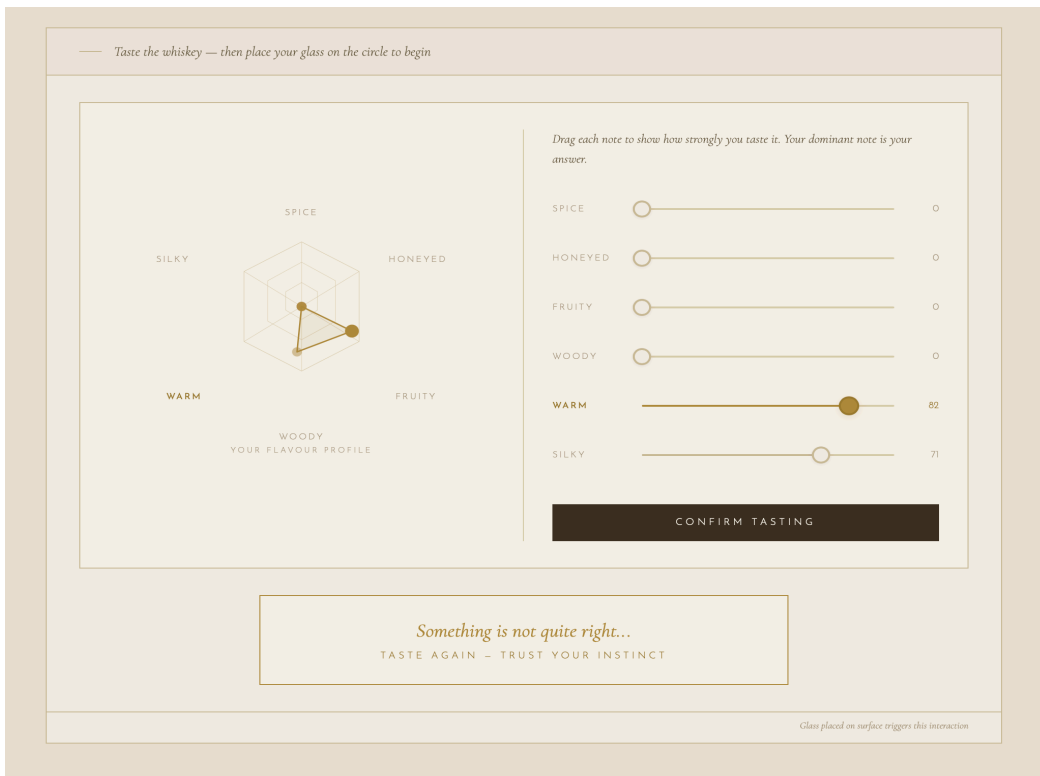 Taste the whiskey — then place your glass on the circle to begin
SPICE
SILKY
HONEYED
WARM
FRUITY
WOODY
YOUR FLAVOUR PROFILE
Drag each note to show how strongly you taste it. Your dominant note is your
answer.
SPICE 0
HONEYED 0
FRUITY 0
WOODY 0
WARM 82
SILKY 71
CONFIRM TASTING
Something is not quite right...
TASTE AGAIN – TRUST YOUR INSTINCT
Glass placed on surface triggers this interaction